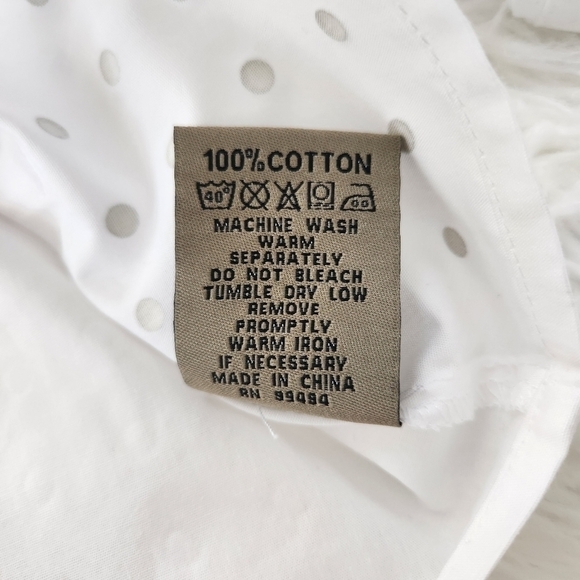 100% COTTON
40°
MACHINE WASH
WARM
SEPARATELY
DO NOT BLEACH
TUMBLE DRY LOW
REMOVE
PROMPTLY
WARM IRON
IF NECESSARY
MADE IN CHINA
RN 99494